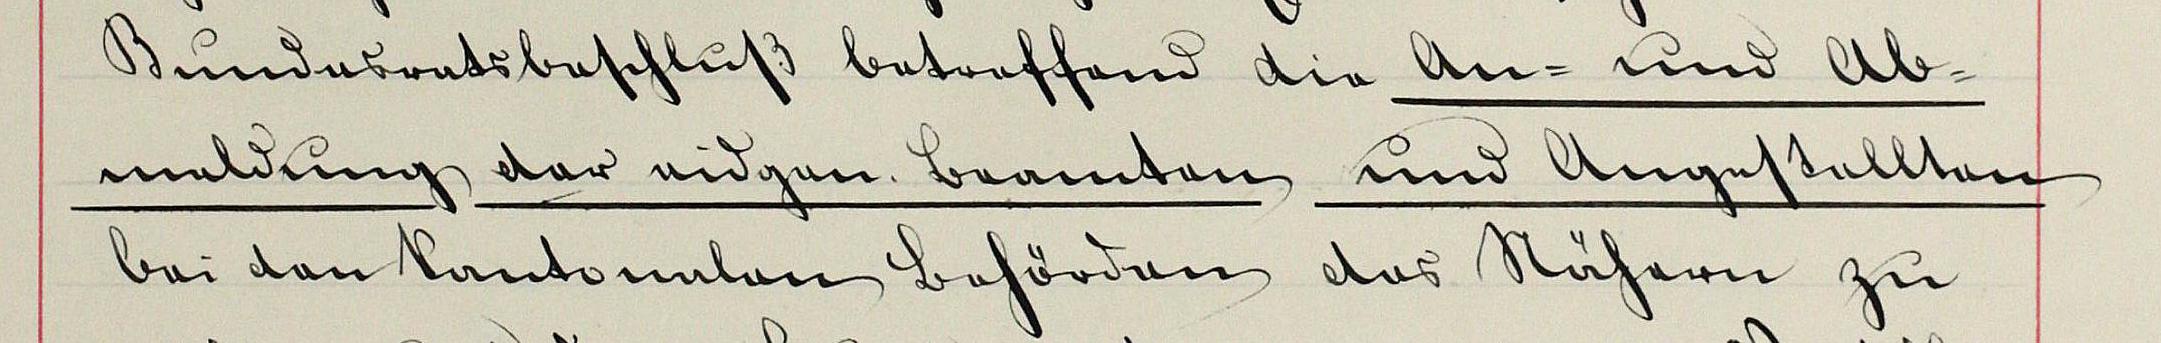 Bundesratsbeschluß betreffend die An- und Ab-
meldung der eidgen. Beamten und Angestellten
bei den kantonalen Behörden des Nähern zu